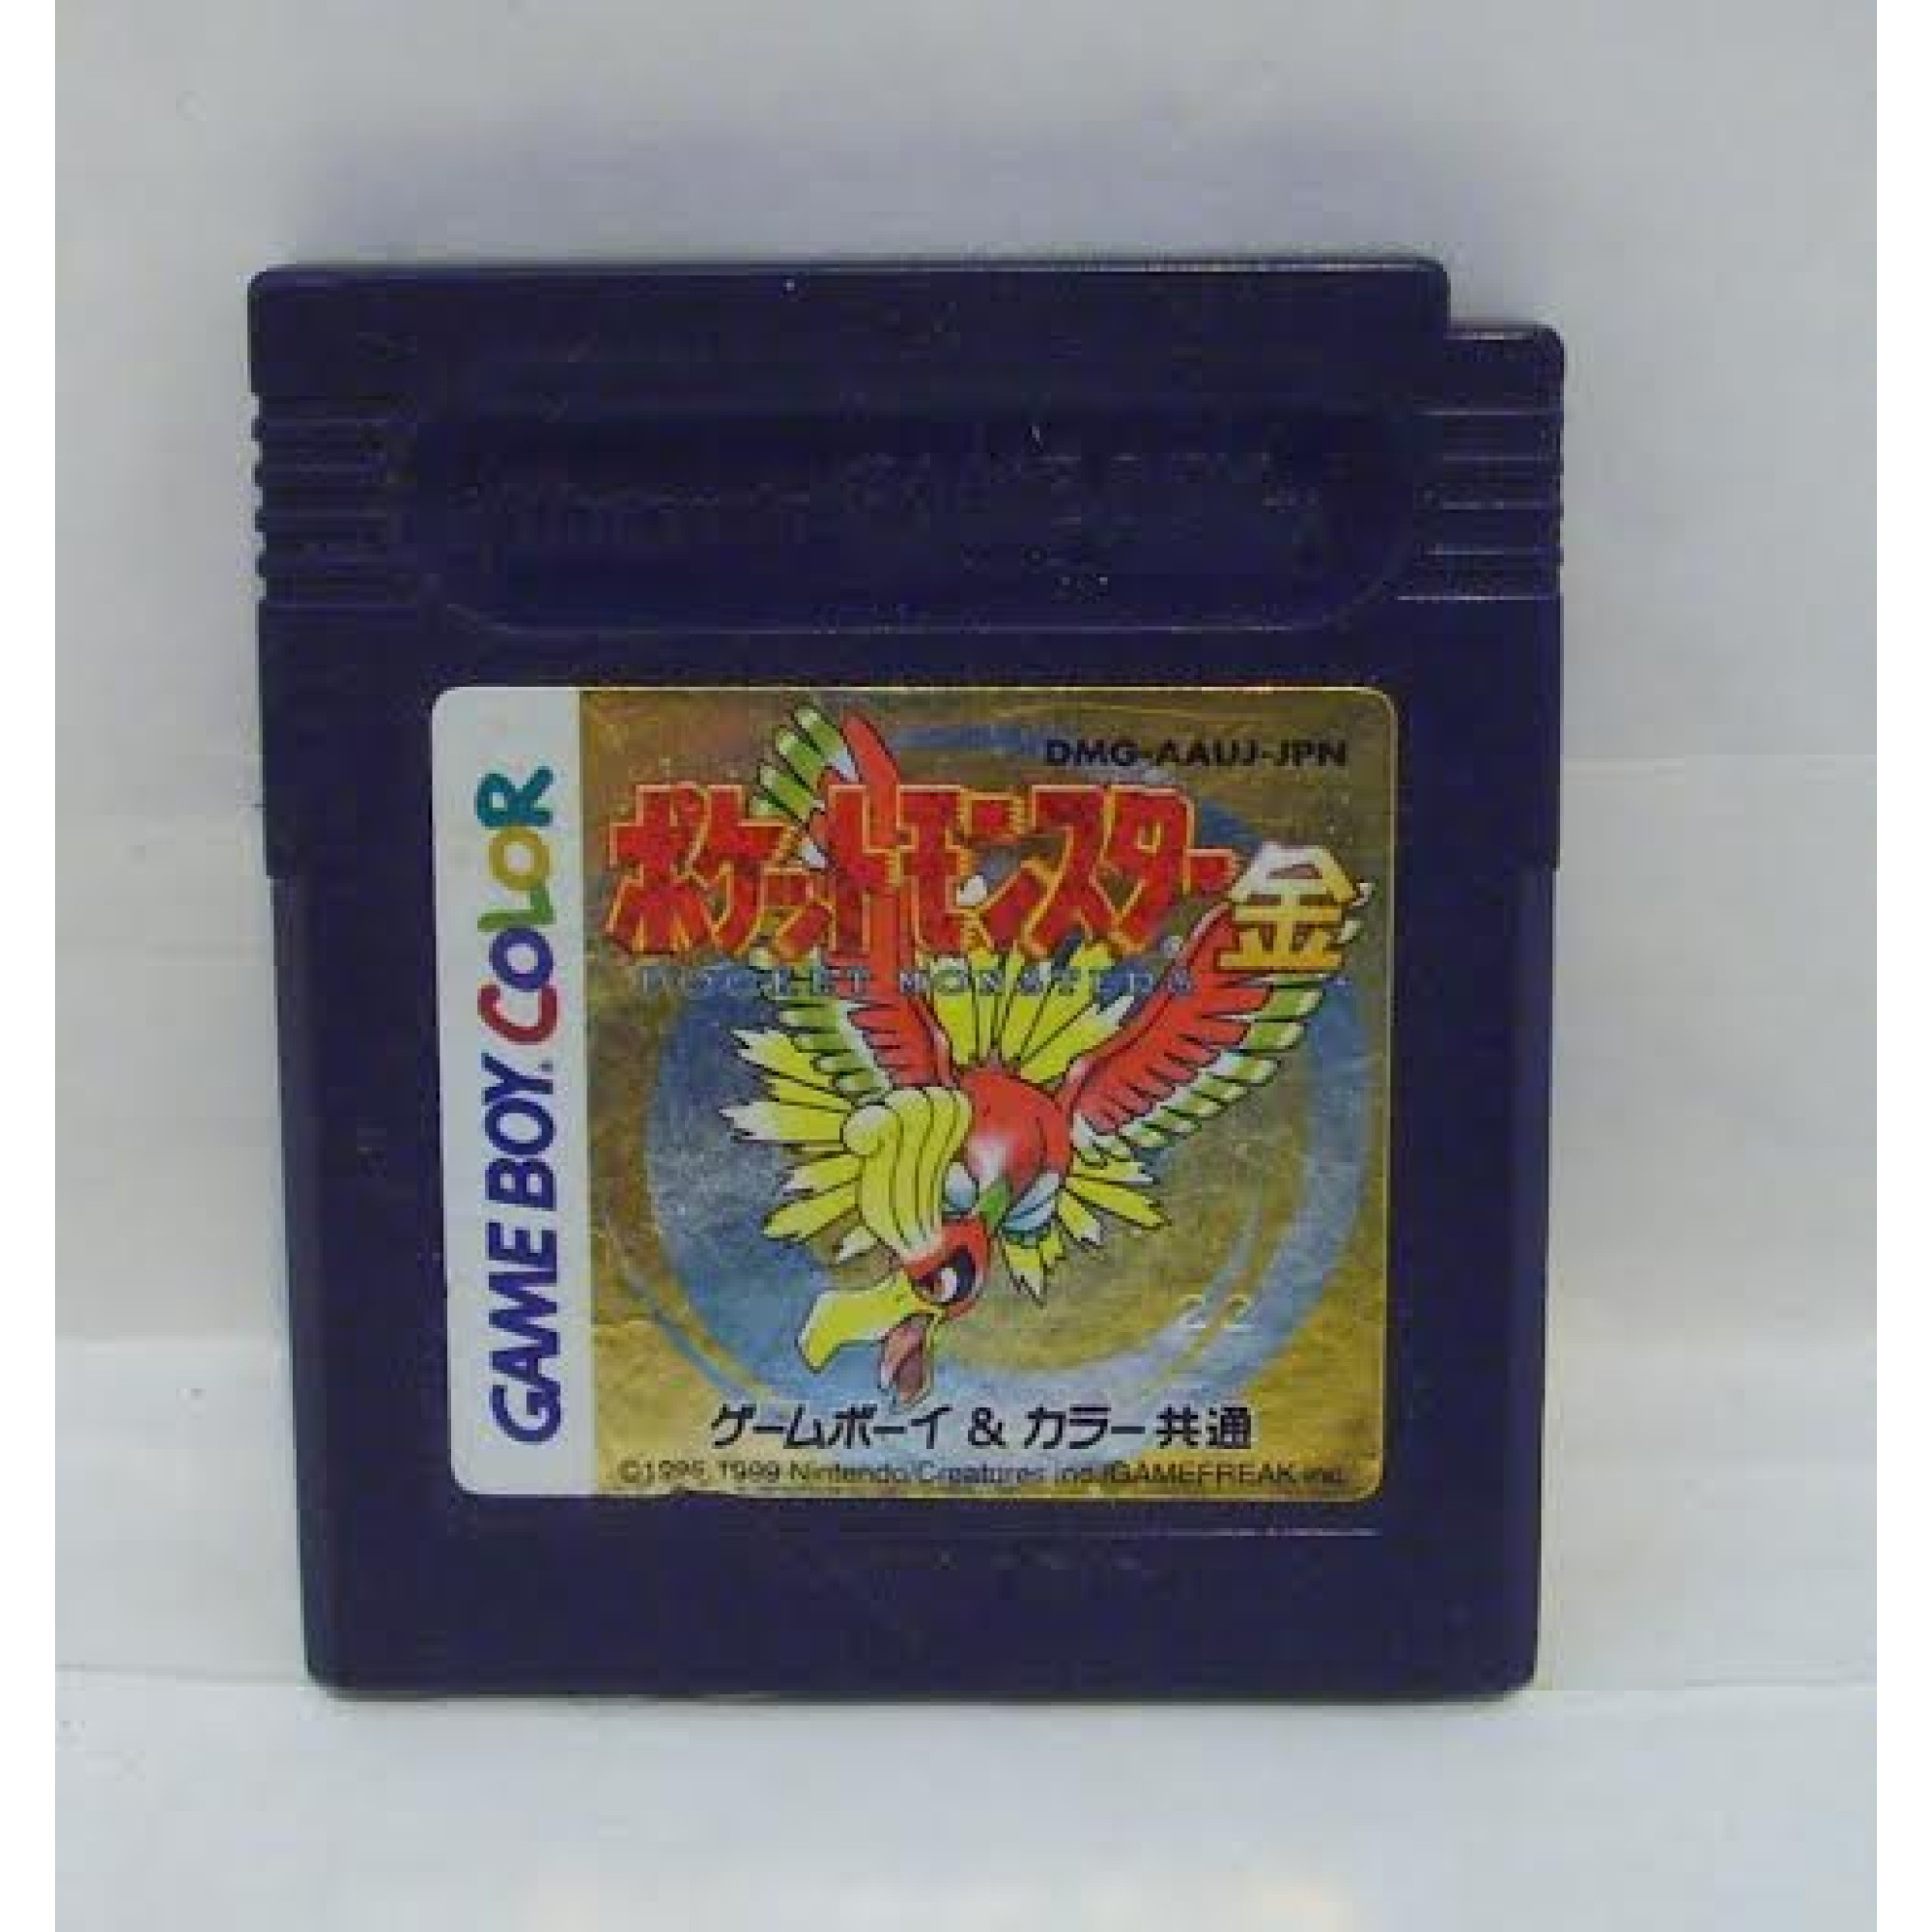 GAME BOY COLOR
DMG-AAUJ-JPN
ポケットモンスター金
POCKET MONSTERS
22
ゲームボーイ & カラー共通
©1995, 1999 Nintendo/Creatures inc./GAMEFREAK inc.